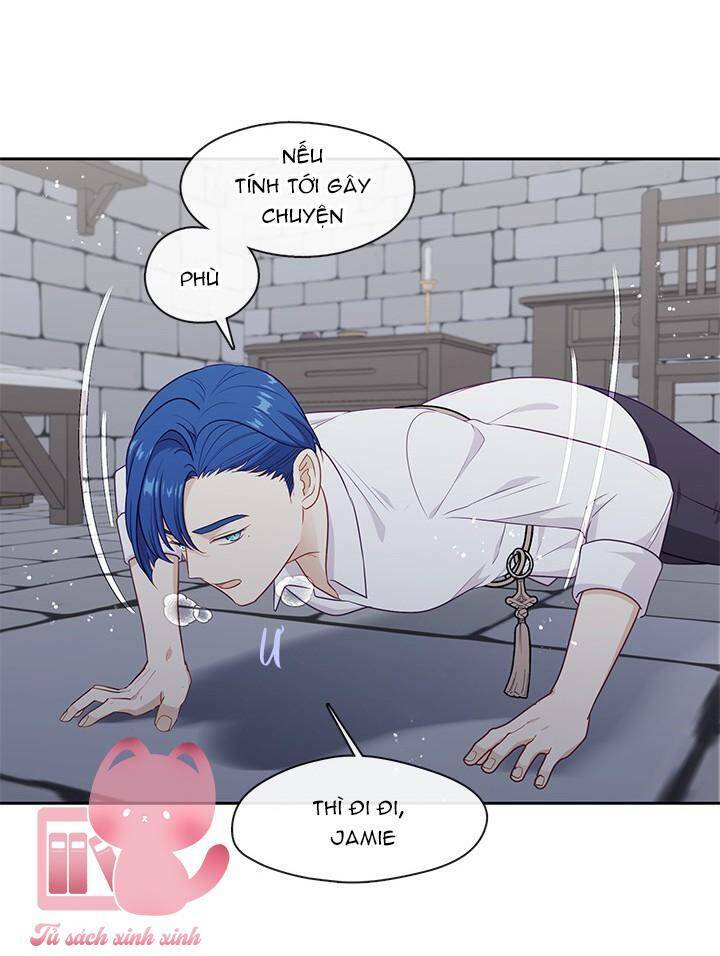 NẾU
TÍNH TỚI GÂY
CHUYỆN
PHÙ
Ư
THÌ ĐI ĐI,
JAMIE
Tủ sách xinh xinh